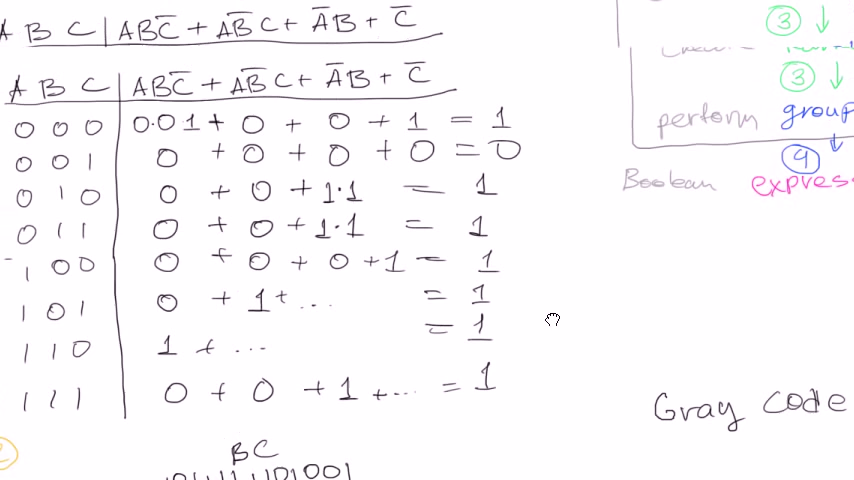 A B C | ABC̅ + AB̅C + A̅B + C̅
A B C | ABC̅ + AB̅C + A̅B + C̅
0 0 0 | 0·0·1 + 0 + 0 + 1 = 1
0 0 1 | 0 + 0 + 0 + 0 = 0
0 1 0 | 0 + 0 + 1·1 = 1
0 1 1 | 0 + 0 + 1·1 = 1
1 0 0 | 0 + 0 + 0 + 1 = 1
1 0 1 | 0 + 1 + ... = 1
1 1 0 | 1 + ... = 1
1 1 1 | 0 + 0 + 1 + ... = 1
2
BC
3 ↓
3 ↓
perform group
4
Boolean expres
Gray code